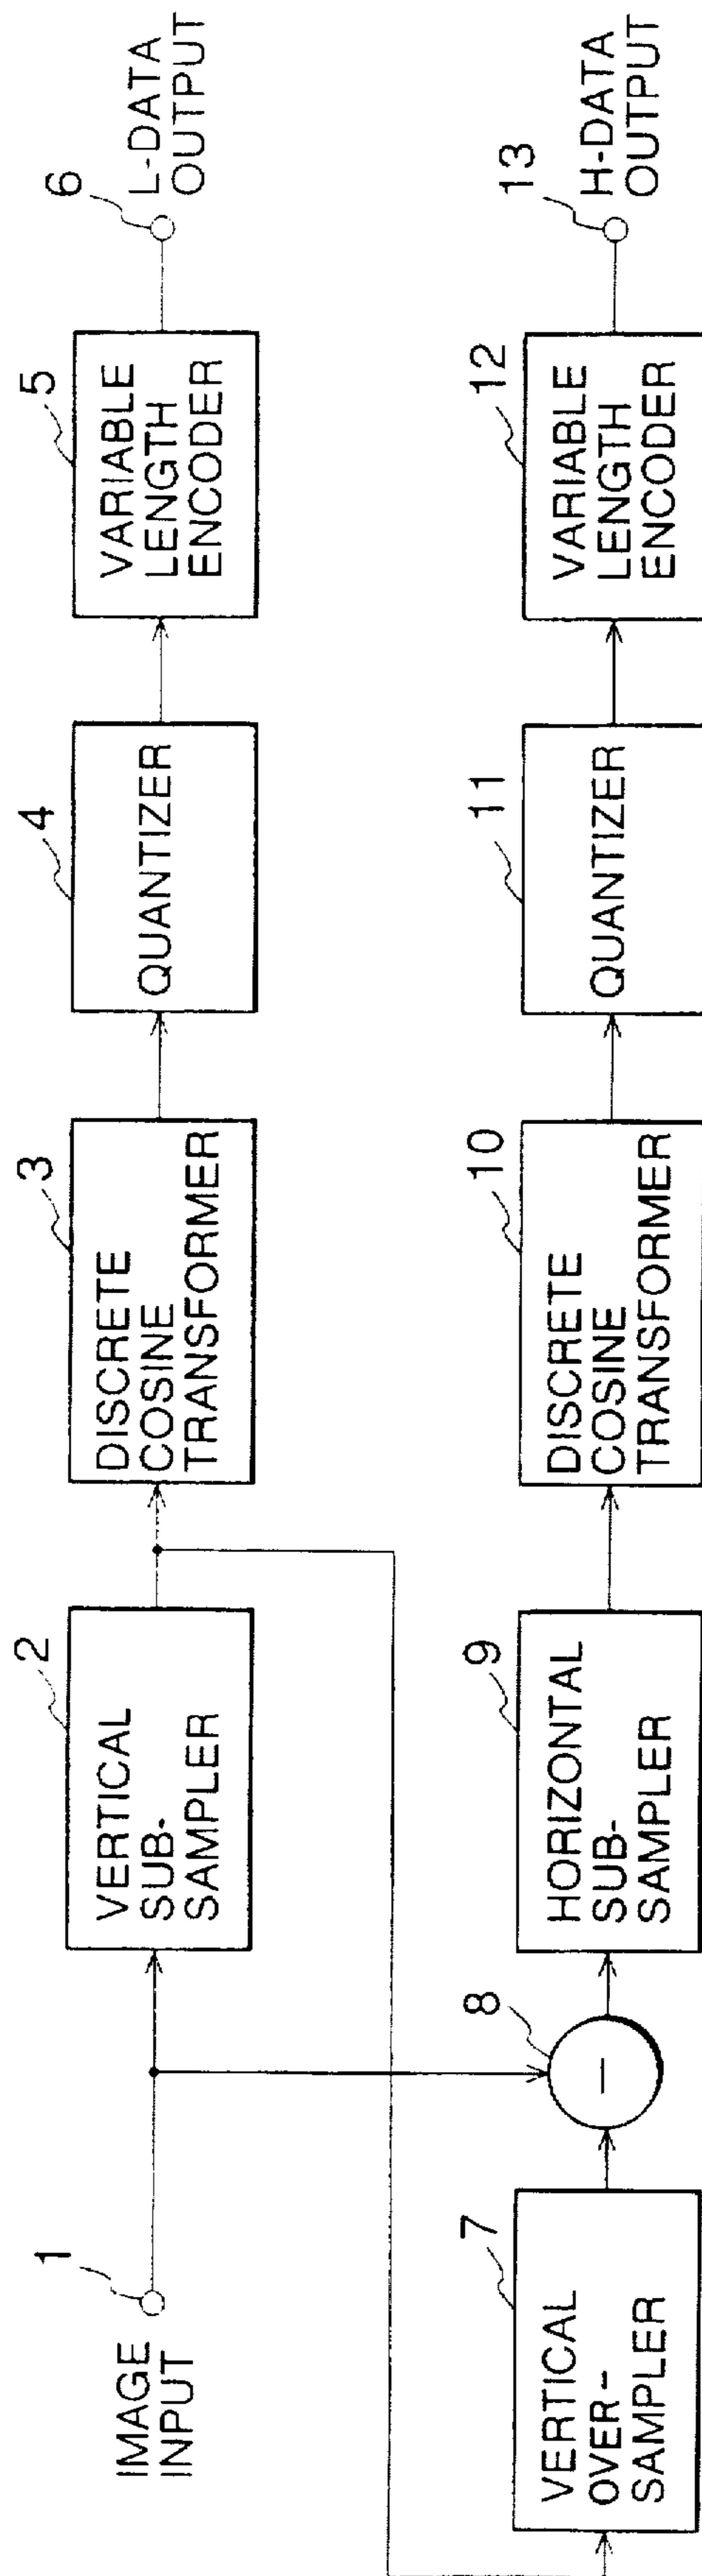 1
IMAGE
INPUT
2
VERTICAL
SUB-
SAMPLER
3
DISCRETE
COSINE
TRANSFORMER
4
QUANTIZER
5
VARIABLE
LENGTH
ENCODER
6
L-DATA
OUTPUT
7
VERTICAL
OVER-
SAMPLER
8
−
9
HORIZONTAL
SUB-
SAMPLER
10
DISCRETE
COSINE
TRANSFORMER
11
QUANTIZER
12
VARIABLE
LENGTH
ENCODER
13
H-DATA
OUTPUT